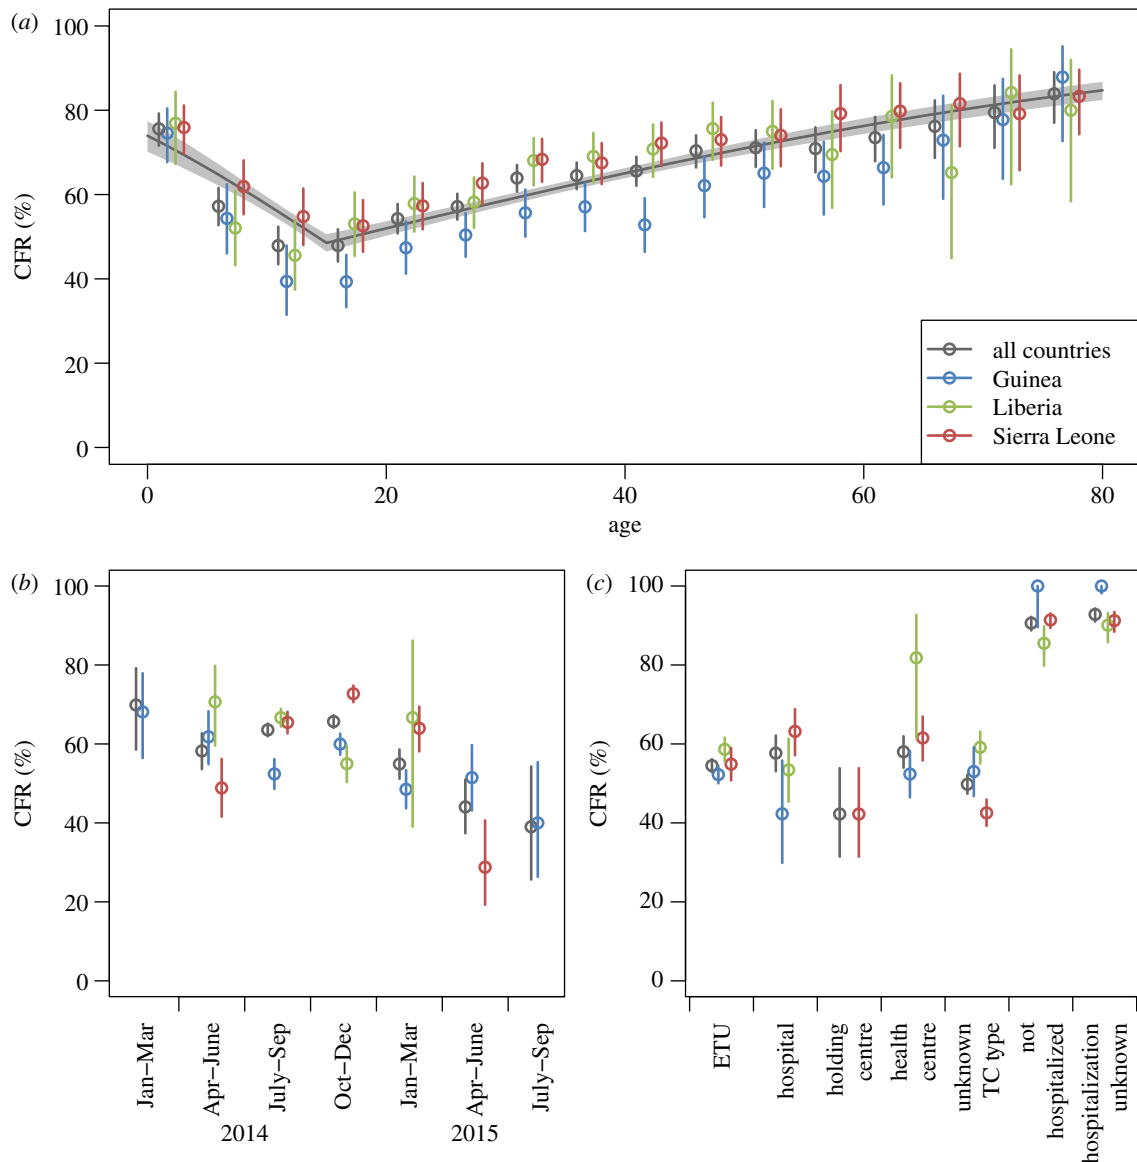 (a)
CFR (%)
100
80
60
40
20
0
all countries
Guinea
Liberia
Sierra Leone
0 20 40 60 80
age
(b)
CFR (%)
100
80
60
40
20
0
Jan–Mar
Apr–June
July–Sep
Oct–Dec
Jan–Mar
Apr–June
July–Sep
2014 2015
(c)
CFR (%)
100
80
60
40
20
0
ETU
hospital
holding
centre
health
centre
unknown
TC type
not
hospitalized
hospitalization
unknown